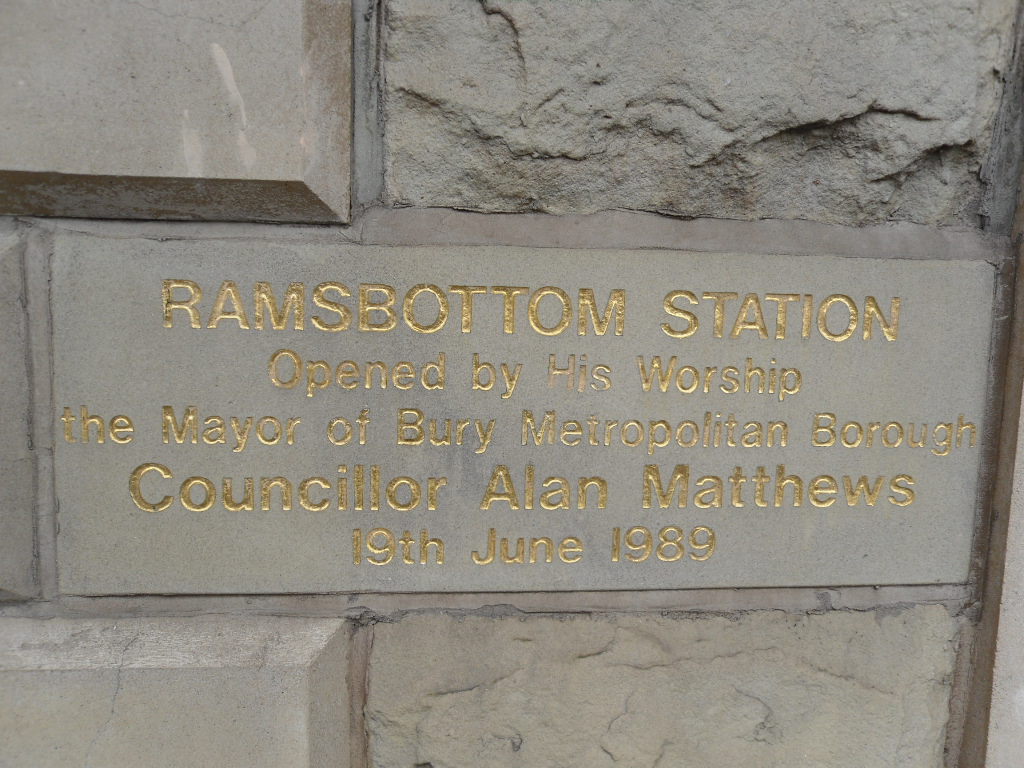 RAMSBOTTOM STATION
Opened by His Worship
the Mayor of Bury Metropolitan Borough
Councillor Alan Matthews
19th June 1989